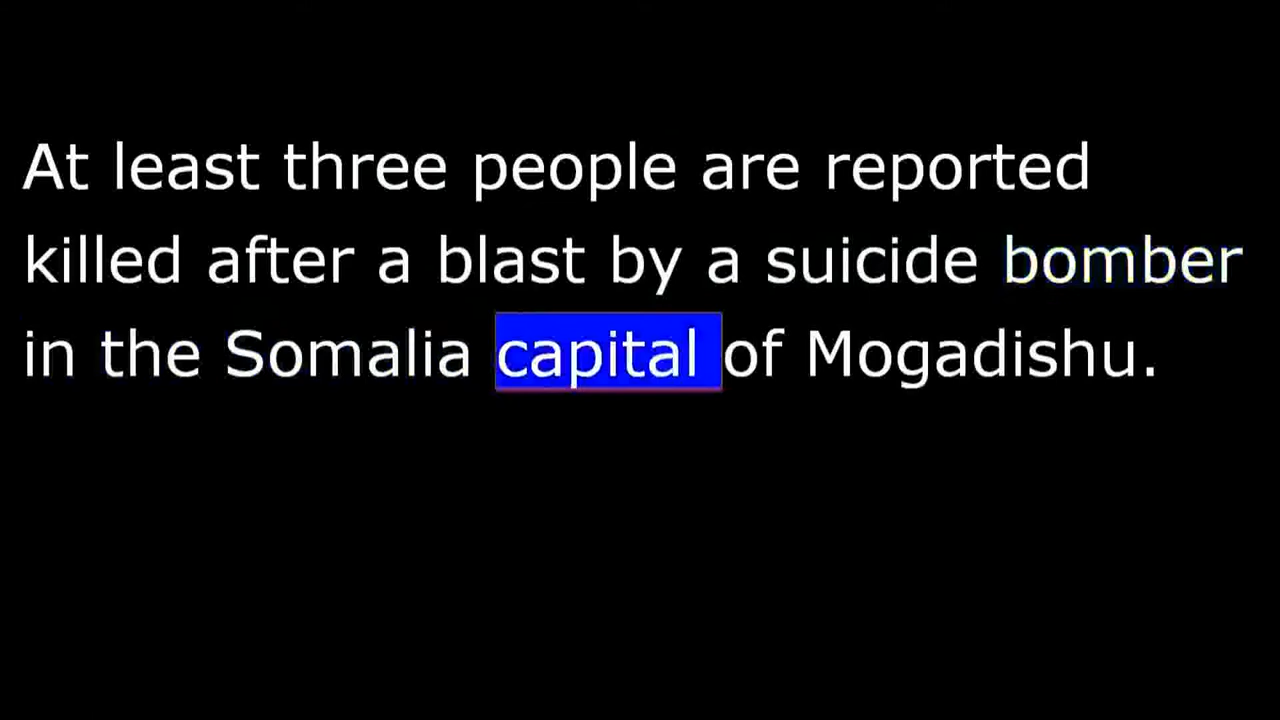 At least three people are reported
killed after a blast by a suicide bomber
in the Somalia capital of Mogadishu.